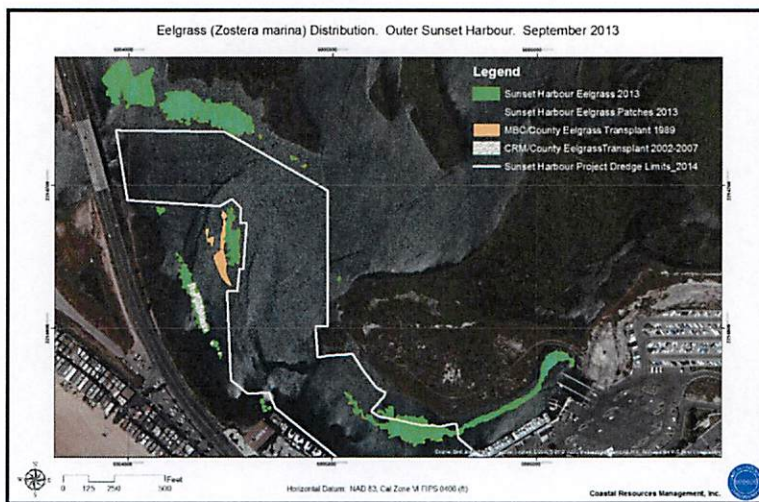 Eelgrass (Zostera marina) Distribution. Outer Sunset Harbour. September 2013
Legend
Sunset Harbour Eelgrass 2013
Sunset Harbour Eelgrass Patches 2013
MBC/County Eelgrass Transplant 1989
CRM/County EelgrassTransplant 2002-2007
Sunset Harbour Project Dredge Limits_2014
0 125 250 500
Feet
Horizontal Datum: NAD 83, Cal Zone VI FIPS 0406 (ft)
Coastal Resources Management, Inc.